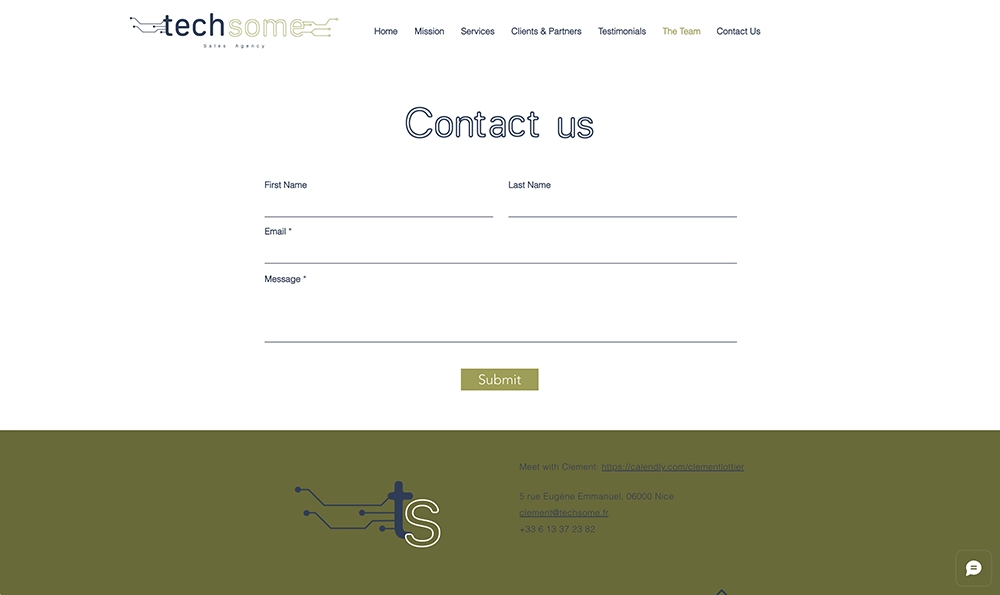 techsome
Sales Agency
Home Mission Services Clients & Partners Testimonials The Team Contact Us
Contact us
First Name Last Name
Email *
Message *
Submit
Meet with Clement: https://calendly.com/clementlottier
5 rue Eugène Emmanuel, 06000 Nice
clement@techsome.fr
+33 6 13 37 23 82
ts